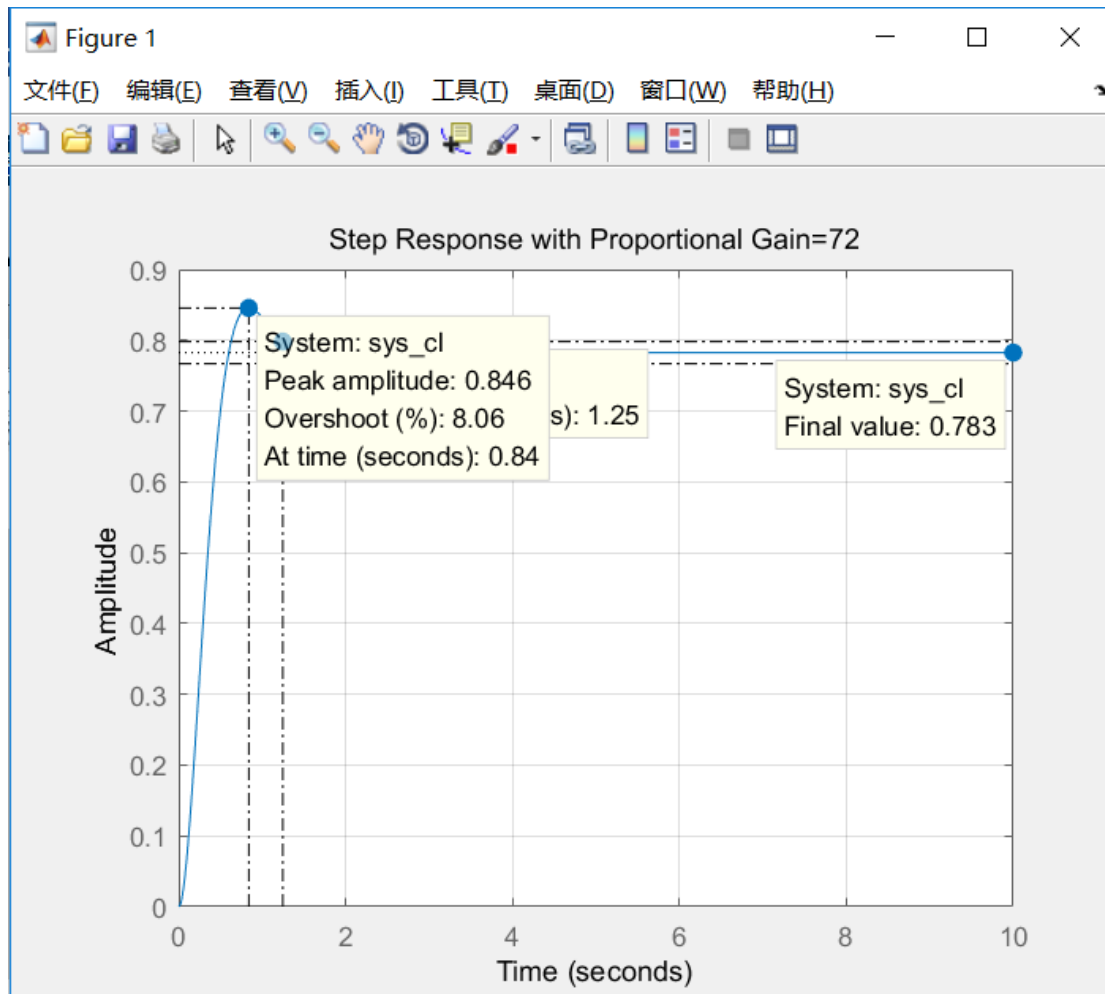 Figure 1
文件(F) 编辑(E) 查看(V) 插入(I) 工具(T) 桌面(D) 窗口(W) 帮助(H)
Step Response with Proportional Gain=72
0.9
0.8
0.7
0.6
0.5
0.4
0.3
0.2
0.1
0
Amplitude
System: sys_cl
Peak amplitude: 0.846
Overshoot (%): 8.06
At time (seconds): 0.84
s): 1.25
System: sys_cl
Final value: 0.783
0 2 4 6 8 10
Time (seconds)